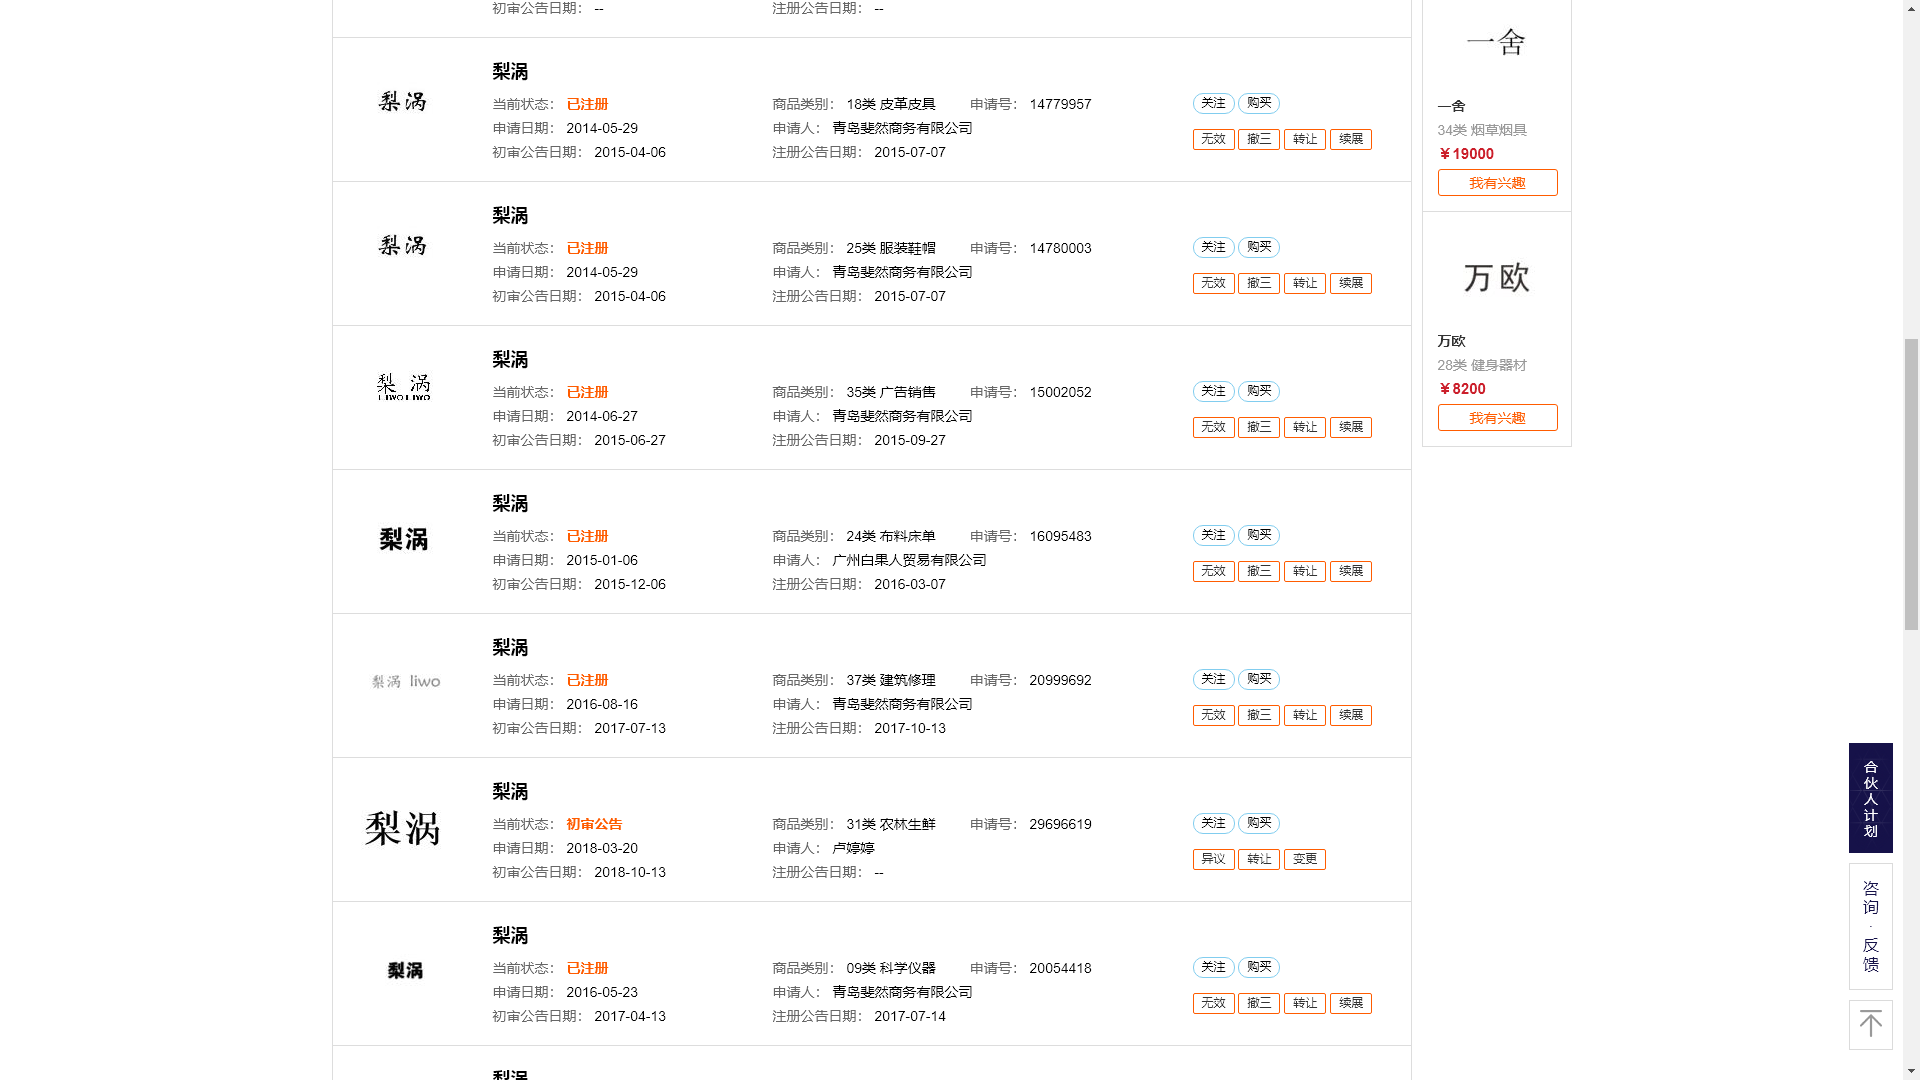 初审公告日期： --
注册公告日期： --
梨涡
梨涡
当前状态： 已注册
商品类别： 18类 皮革皮具
申请号： 14779957
关注
购买
申请日期： 2014-05-29
申请人： 青岛斐然商务有限公司
无效
撤三
转让
续展
初审公告日期： 2015-04-06
注册公告日期： 2015-07-07
梨涡
梨涡
当前状态： 已注册
商品类别： 25类 服装鞋帽
申请号： 14780003
关注
购买
申请日期： 2014-05-29
申请人： 青岛斐然商务有限公司
无效
撤三
转让
续展
初审公告日期： 2015-04-06
注册公告日期： 2015-07-07
梨涡
梨 涡
LIWO LIWO
当前状态： 已注册
商品类别： 35类 广告销售
申请号： 15002052
关注
购买
申请日期： 2014-06-27
申请人： 青岛斐然商务有限公司
无效
撤三
转让
续展
初审公告日期： 2015-06-27
注册公告日期： 2015-09-27
梨涡
梨涡
当前状态： 已注册
商品类别： 24类 布料床单
申请号： 16095483
关注
购买
申请日期： 2015-01-06
申请人： 广州白果人贸易有限公司
无效
撤三
转让
续展
初审公告日期： 2015-12-06
注册公告日期： 2016-03-07
梨涡
梨涡 liwo
当前状态： 已注册
商品类别： 37类 建筑修理
申请号： 20999692
关注
购买
申请日期： 2016-08-16
申请人： 青岛斐然商务有限公司
无效
撤三
转让
续展
初审公告日期： 2017-07-13
注册公告日期： 2017-10-13
梨涡
梨涡
当前状态： 初审公告
商品类别： 31类 农林生鲜
申请号： 29696619
关注
购买
申请日期： 2018-03-20
申请人： 卢婷婷
异议
转让
变更
初审公告日期： 2018-10-13
注册公告日期： --
梨涡
梨涡
当前状态： 已注册
商品类别： 09类 科学仪器
申请号： 20054418
关注
购买
申请日期： 2016-05-23
申请人： 青岛斐然商务有限公司
无效
撤三
转让
续展
初审公告日期： 2017-04-13
注册公告日期： 2017-07-14
梨涡
一舍
一舍
34类 烟草烟具
￥19000
我有兴趣
万欧
万欧
28类 健身器材
￥8200
我有兴趣
合伙人计划
咨询·反馈